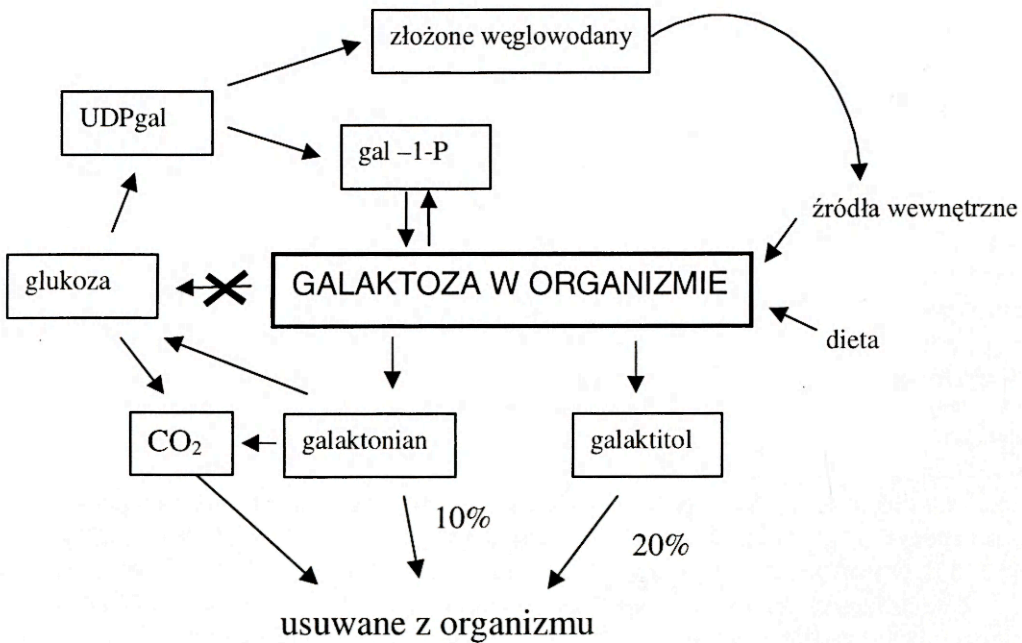 złożone węglowodany
UDPgal
gal –1-P
źródła wewnętrzne
glukoza
GALAKTOZA W ORGANIZMIE
dieta
CO₂
galaktonian
galaktitol
10%
20%
usuwane z organizmu